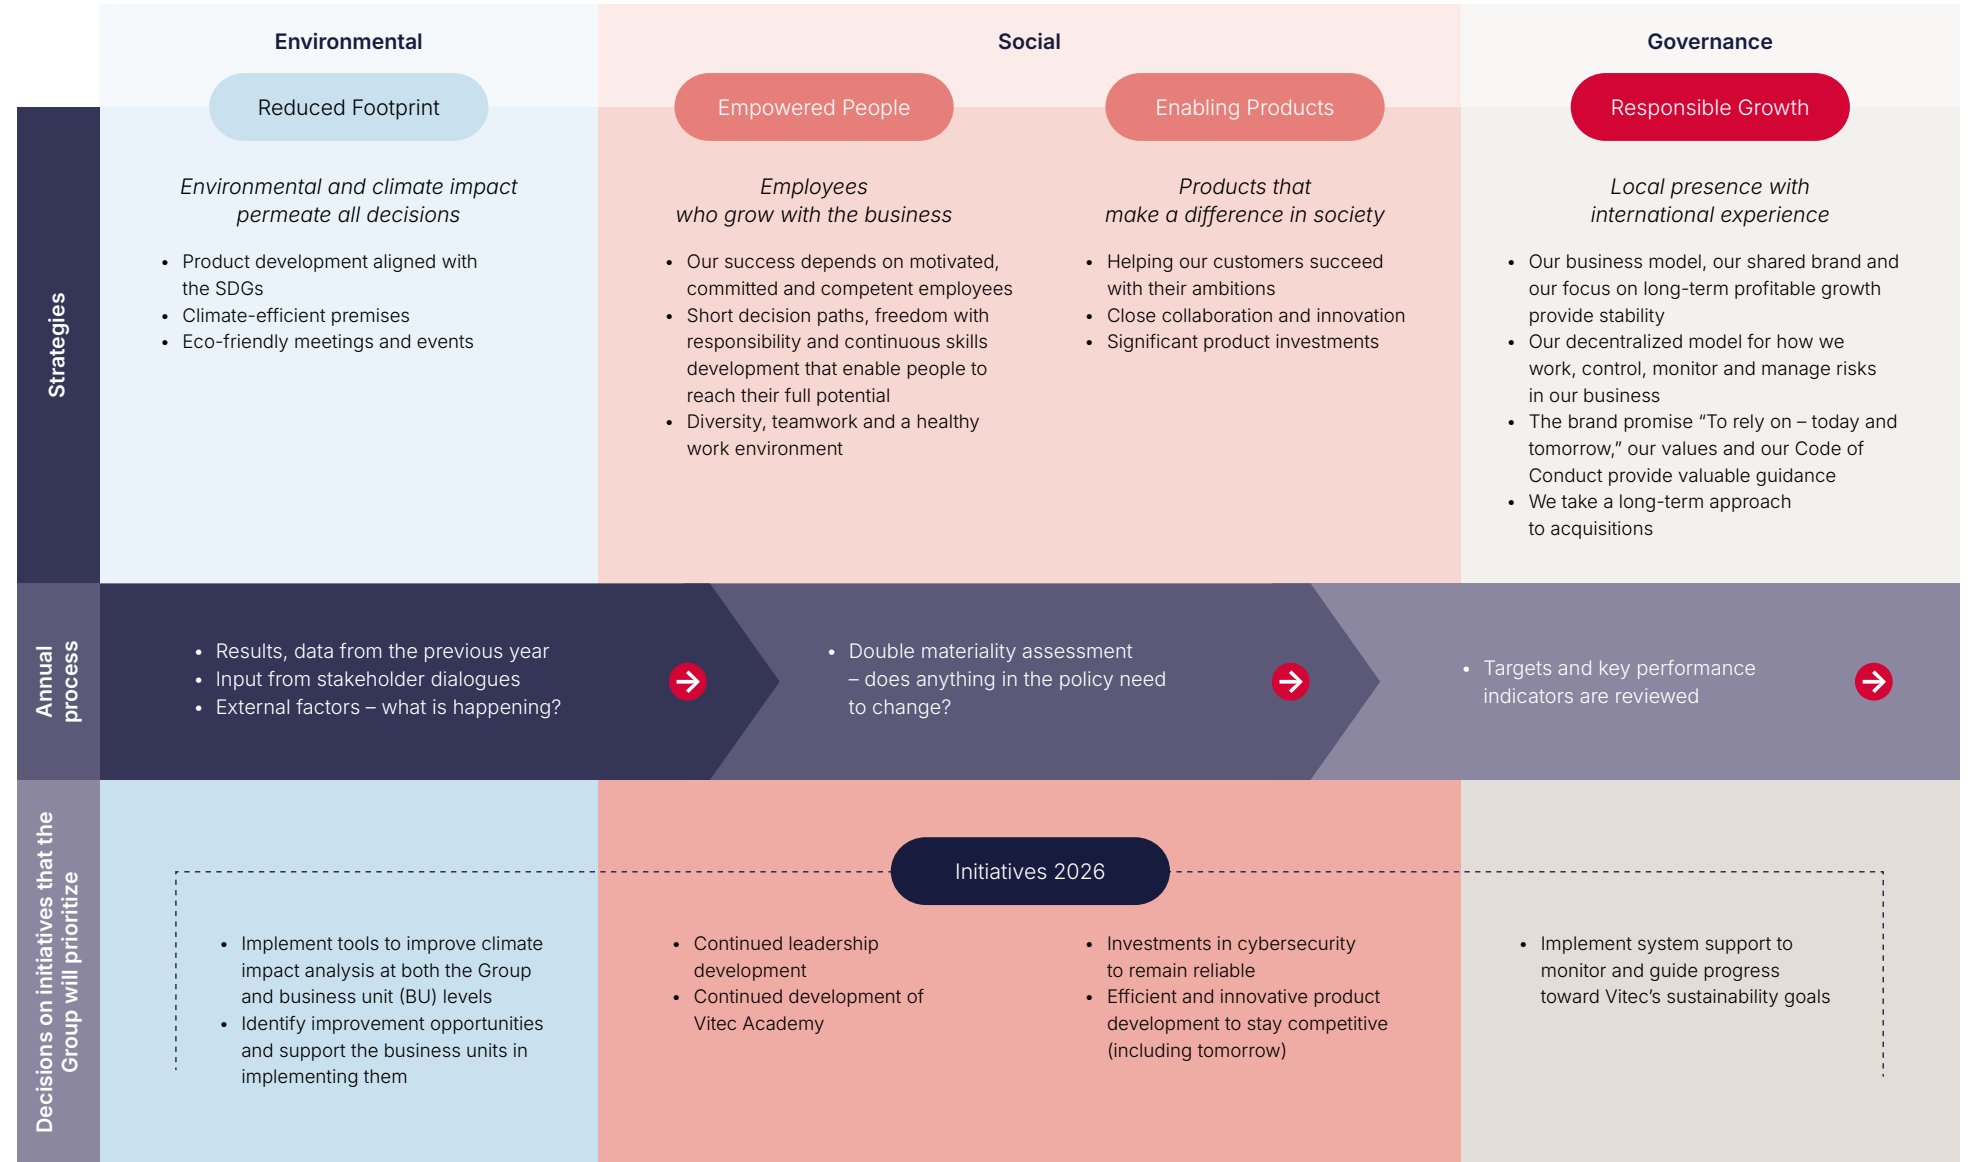 Environmental
Social
Governance
Reduced Footprint
Empowered People
Enabling Products
Responsible Growth
Strategies
Environmental and climate impact
permeate all decisions
• Product development aligned with
the SDGs
• Climate-efficient premises
• Eco-friendly meetings and events
Employees
who grow with the business
• Our success depends on motivated,
committed and competent employees
• Short decision paths, freedom with
responsibility and continuous skills
development that enable people to
reach their full potential
• Diversity, teamwork and a healthy
work environment
Products that
make a difference in society
• Helping our customers succeed
with their ambitions
• Close collaboration and innovation
• Significant product investments
Local presence with
international experience
• Our business model, our shared brand and
our focus on long-term profitable growth
provide stability
• Our decentralized model for how we
work, control, monitor and manage risks
in our business
• The brand promise “To rely on – today and
tomorrow,” our values and our Code of
Conduct provide valuable guidance
• We take a long-term approach
to acquisitions
Annual
process
• Results, data from the previous year
• Input from stakeholder dialogues
• External factors – what is happening?
• Double materiality assessment
– does anything in the policy need
to change?
• Targets and key performance
indicators are reviewed
Decisions on initiatives that the
Group will prioritize
Initiatives 2026
• Implement tools to improve climate
impact analysis at both the Group
and business unit (BU) levels
• Identify improvement opportunities
and support the business units in
implementing them
• Continued leadership
development
• Continued development of
Vitec Academy
• Investments in cybersecurity
to remain reliable
• Efficient and innovative product
development to stay competitive
(including tomorrow)
• Implement system support to
monitor and guide progress
toward Vitec’s sustainability goals